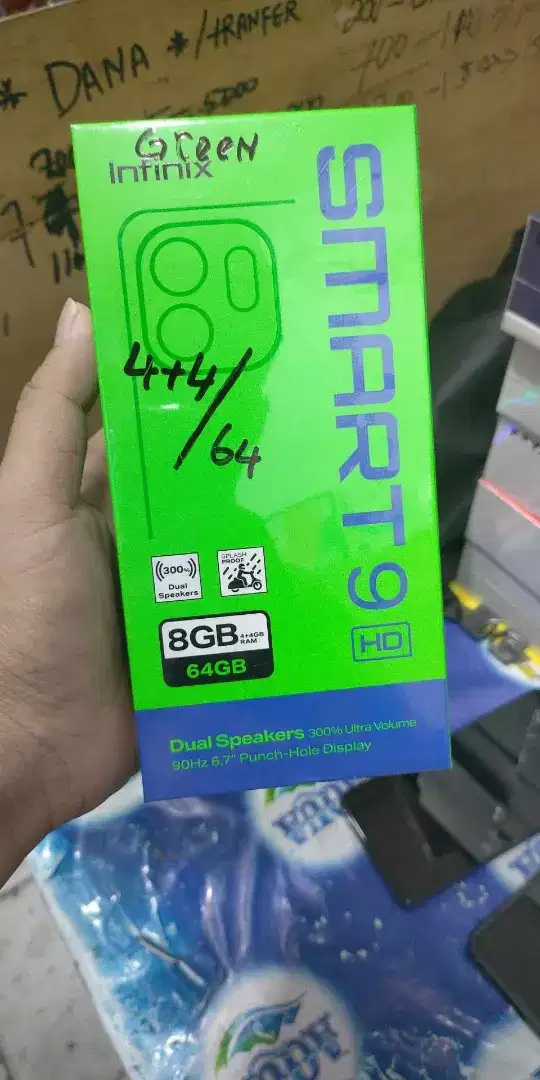 * DANA */TRANFER
Green
Infinix
SMART 9
HD
4+4/
64
300%
Dual
Speakers
SPLASH
PROOF
8GB 4+4GB
RAM
64GB
Dual Speakers 300% Ultra Volume
90Hz 6.7" Punch-Hole Display